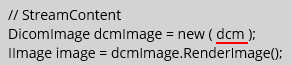 // StreamContent
DicomImage dcmImage = new ( dcm );
IImage image = dcmImage.RenderImage();